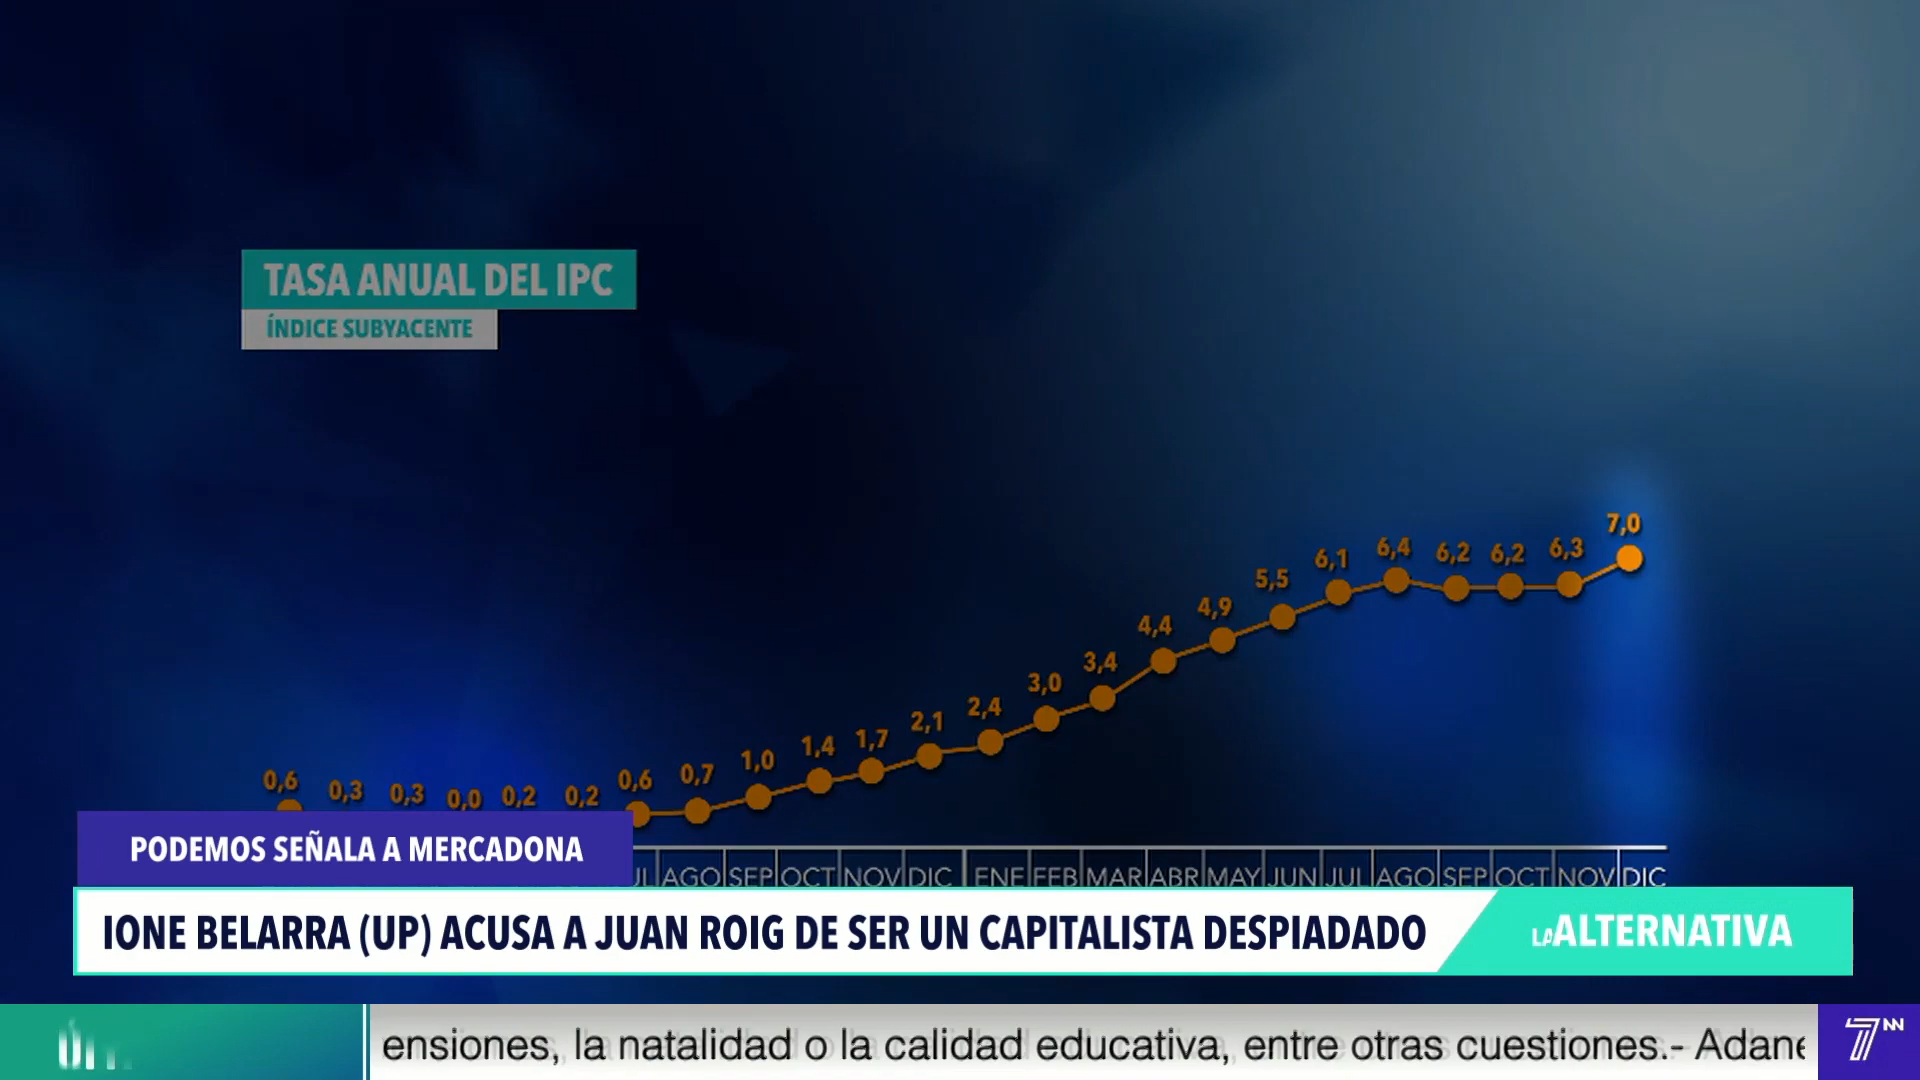 TASA ANUAL DEL IPC
ÍNDICE SUBYACENTE
0,6 0,3 0,3 0,0 0,2 0,2 0,6 0,7 1,0 1,4 1,7 2,1 2,4 3,0 3,4 4,4 4,9 5,5 6,1 6,4 6,2 6,2 6,3 7,0
AGO SEP OCT NOV DIC ENE FEB MAR ABR MAY JUN JUL AGO SEP OCT NOV DIC
PODEMOS SEÑALA A MERCADONA
IONE BELARRA (UP) ACUSA A JUAN ROIG DE SER UN CAPITALISTA DESPIADADO
LA ALTERNATIVA
ensiones, la natalidad o la calidad educativa, entre otras cuestiones.- Adane
7NN